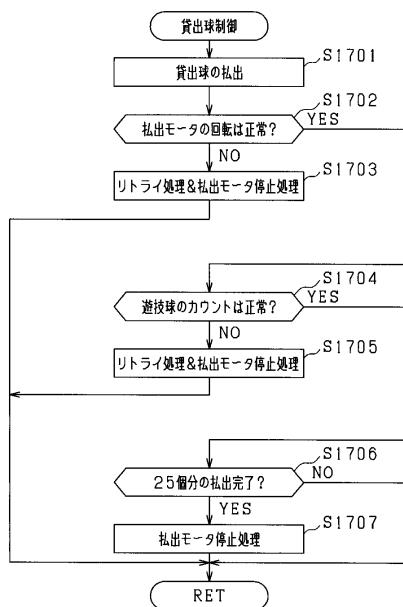 貸出球制御
S1701
貸出球の払出
S1702
払出モータの回転は正常?
YES
NO
S1703
リトライ処理&払出モータ停止処理
S1704
遊技球のカウントは正常?
YES
NO
S1705
リトライ処理&払出モータ停止処理
S1706
25個分の払出完了?
NO
YES
S1707
払出モータ停止処理
RET